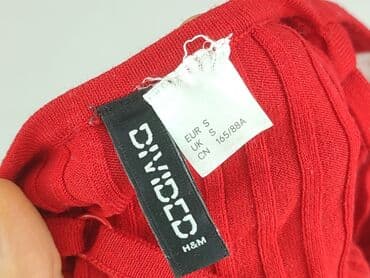 DIVIDED
H&M
EUR S
UK S
CN 165/88A